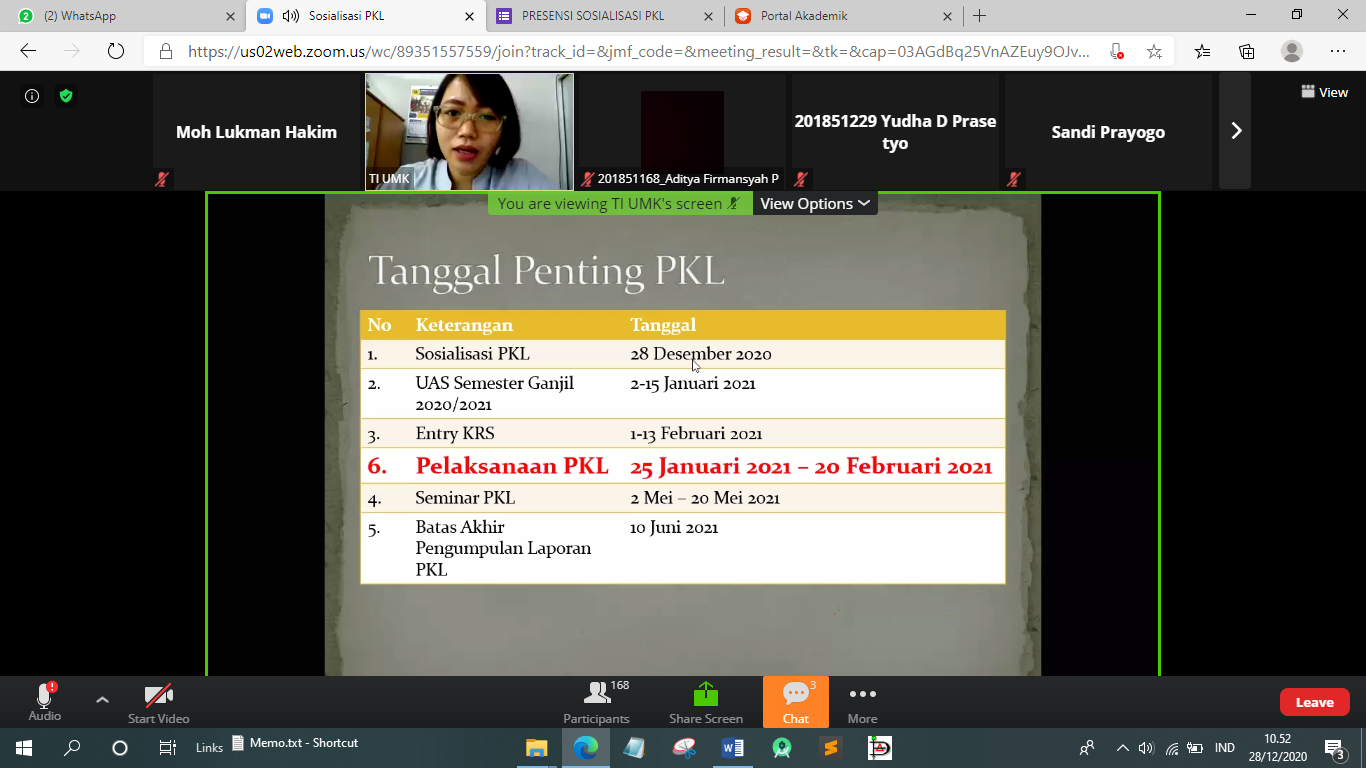 (2) WhatsApp
Sosialisasi PKL
PRESENSI SOSIALISASI PKL
Portal Akademik
https://us02web.zoom.us/wc/89351557559/join?track_id=&jmf_code=&meeting_result=&tk=&cap=03AGdBq25VnAZEuy9OJv...
View
Moh Lukman Hakim
TI UMK
201851168_Aditya Firmansyah P
201851229 Yudha D Prase
tyo
Sandi Prayogo
You are viewing TI UMK's screen
View Options
Tanggal Penting PKL
No Keterangan Tanggal
1. Sosialisasi PKL 28 Desember 2020
2. UAS Semester Ganjil 2-15 Januari 2021
2020/2021
3. Entry KRS 1-13 Februari 2021
6. Pelaksanaan PKL 25 Januari 2021 – 20 Februari 2021
4. Seminar PKL 2 Mei – 20 Mei 2021
5. Batas Akhir 10 Juni 2021
Pengumpulan Laporan
PKL
Audio
Start Video
Participants 168
Share Screen
Chat 3
More
Leave
Links
Memo.txt - Shortcut
IND
10.52
28/12/2020
3